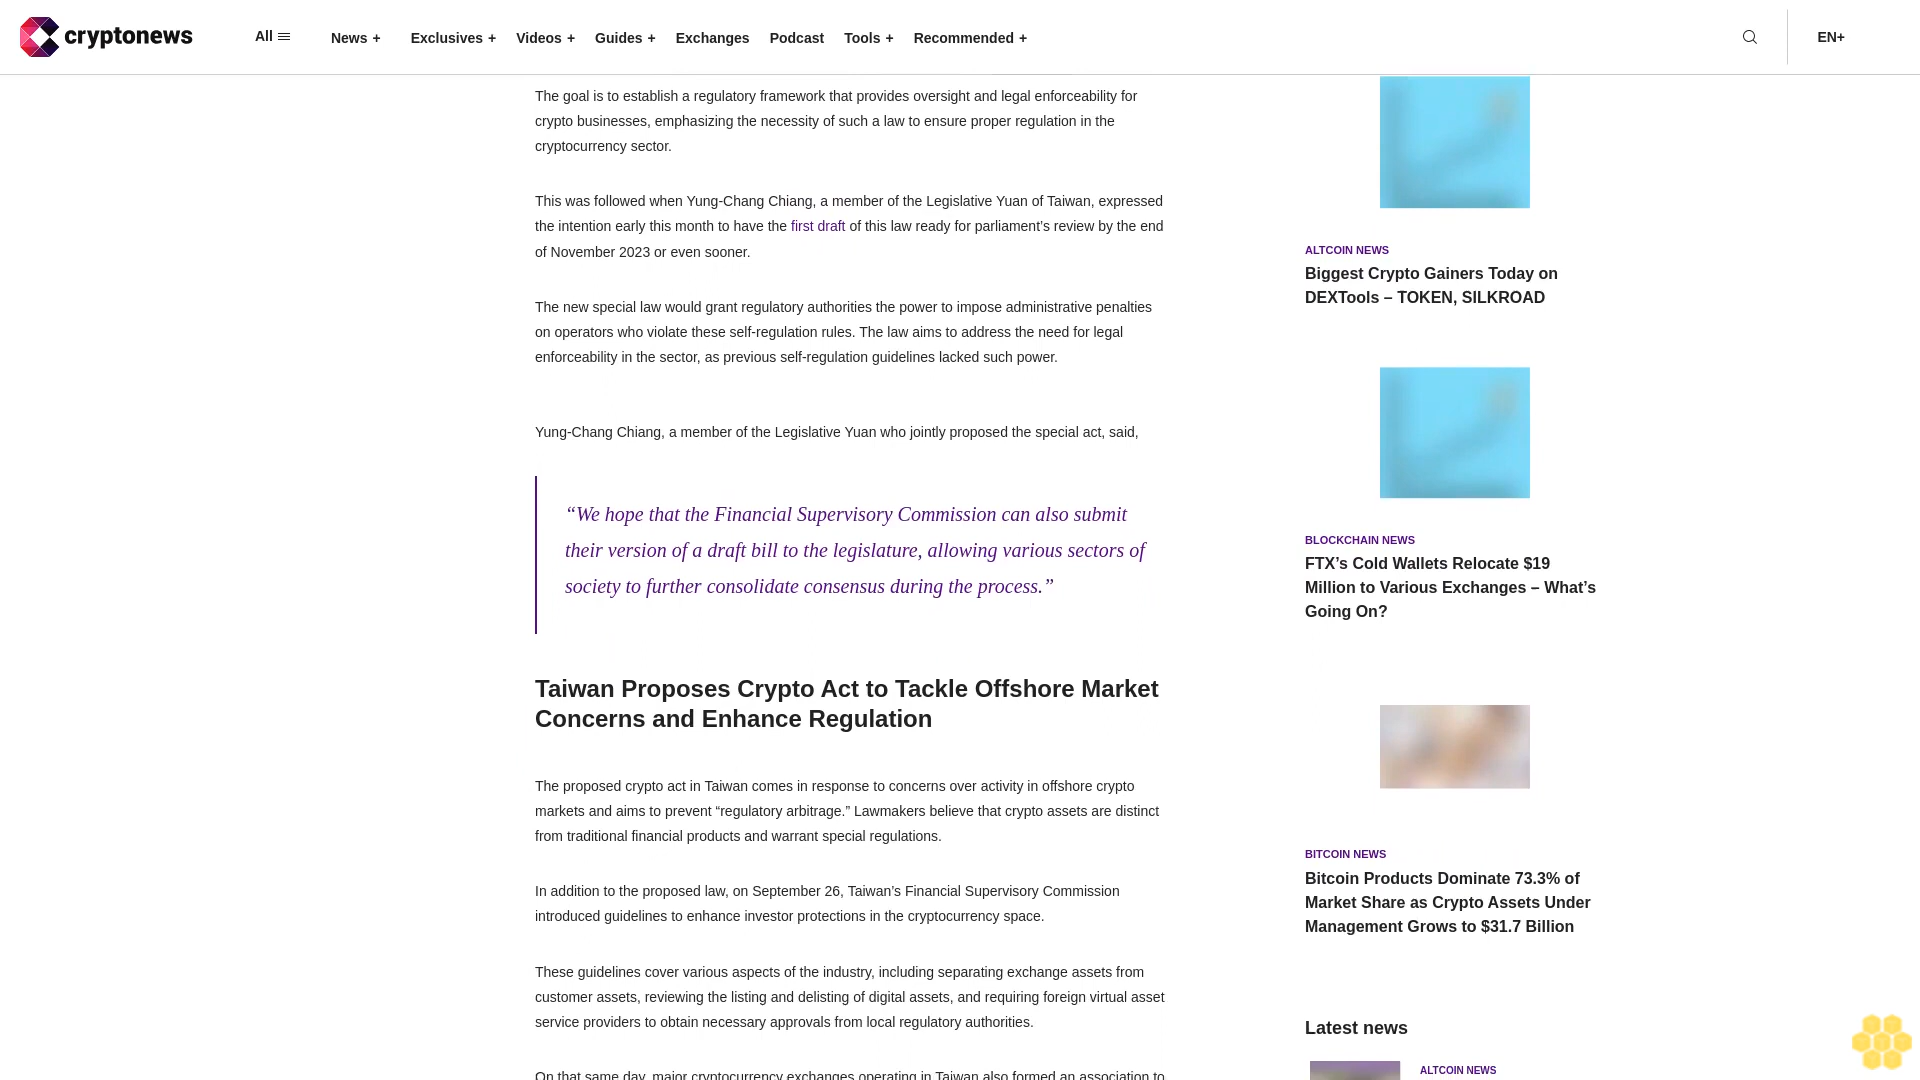 cryptonews
All
News +
Exclusives +
Videos +
Guides +
Exchanges
Podcast
Tools +
Recommended +
EN+
The goal is to establish a regulatory framework that provides oversight and legal enforceability for
crypto businesses, emphasizing the necessity of such a law to ensure proper regulation in the
cryptocurrency sector.
This was followed when Yung-Chang Chiang, a member of the Legislative Yuan of Taiwan, expressed
the intention early this month to have the first draft of this law ready for parliament’s review by the end
of November 2023 or even sooner.
The new special law would grant regulatory authorities the power to impose administrative penalties
on operators who violate these self-regulation rules. The law aims to address the need for legal
enforceability in the sector, as previous self-regulation guidelines lacked such power.
Yung-Chang Chiang, a member of the Legislative Yuan who jointly proposed the special act, said,
“We hope that the Financial Supervisory Commission can also submit
their version of a draft bill to the legislature, allowing various sectors of
society to further consolidate consensus during the process.”
Taiwan Proposes Crypto Act to Tackle Offshore Market
Concerns and Enhance Regulation
The proposed crypto act in Taiwan comes in response to concerns over activity in offshore crypto
markets and aims to prevent “regulatory arbitrage.” Lawmakers believe that crypto assets are distinct
from traditional financial products and warrant special regulations.
In addition to the proposed law, on September 26, Taiwan’s Financial Supervisory Commission
introduced guidelines to enhance investor protections in the cryptocurrency space.
These guidelines cover various aspects of the industry, including separating exchange assets from
customer assets, reviewing the listing and delisting of digital assets, and requiring foreign virtual asset
service providers to obtain necessary approvals from local regulatory authorities.
On that same day, major cryptocurrency exchanges operating in Taiwan also formed an association to
ALTCOIN NEWS
Biggest Crypto Gainers Today on
DEXTools – TOKEN, SILKROAD
BLOCKCHAIN NEWS
FTX’s Cold Wallets Relocate $19
Million to Various Exchanges – What’s
Going On?
BITCOIN NEWS
Bitcoin Products Dominate 73.3% of
Market Share as Crypto Assets Under
Management Grows to $31.7 Billion
Latest news
ALTCOIN NEWS